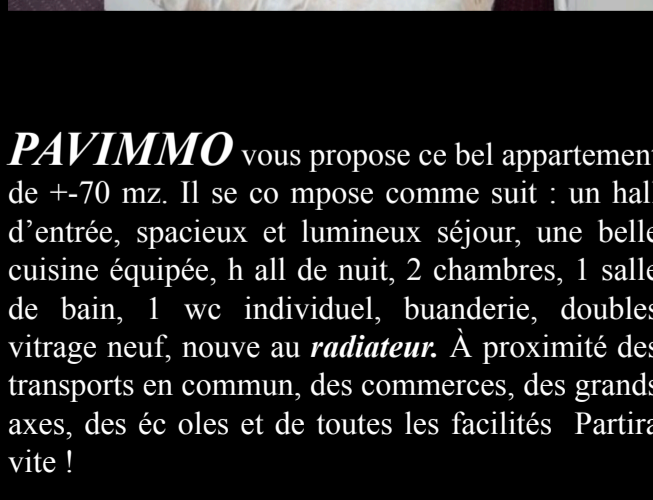 PAVIMMO vous propose ce bel appartement
de +-70 mz. Il se co mpose comme suit : un hall
d’entrée, spacieux et lumineux séjour, une belle
cuisine équipée, h all de nuit, 2 chambres, 1 salle
de bain, 1 wc individuel, buanderie, doubles
vitrage neuf, nouve au radiateur. À proximité des
transports en commun, des commerces, des grands
axes, des éc oles et de toutes les facilités  Partira
vite !